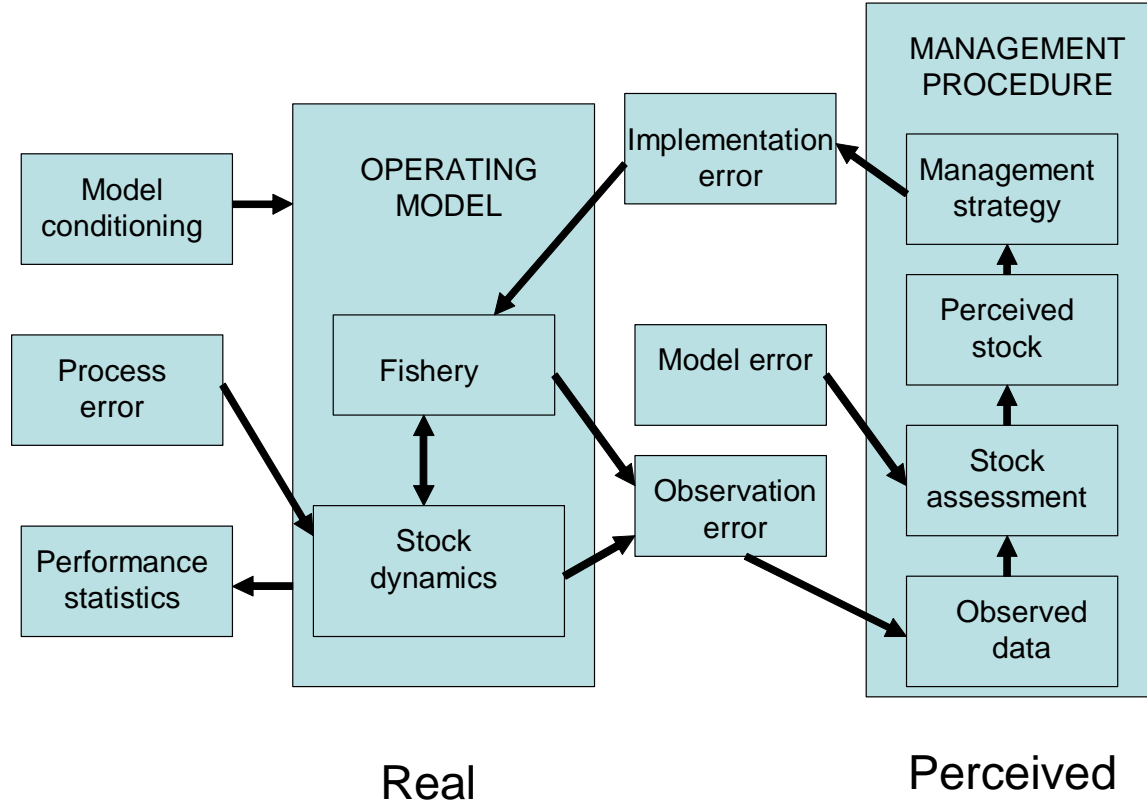 MANAGEMENT
PROCEDURE
Implementation
error
Management
strategy
OPERATING
MODEL
Model
conditioning
Perceived
stock
Process
error
Fishery
Model error
Stock
assessment
Observation
error
Performance
statistics
Stock
dynamics
Observed
data
Real
Perceived